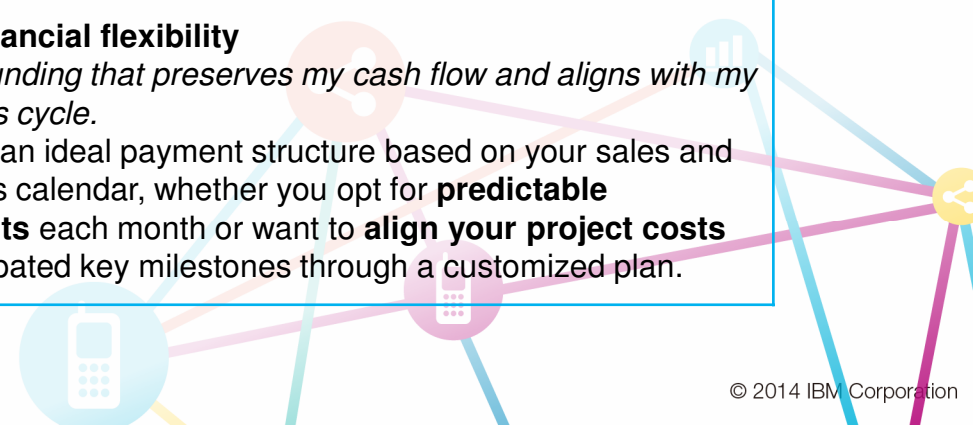 ancial flexibility
unding that preserves my cash flow and aligns with my
s cycle.
an ideal payment structure based on your sales and
s calendar, whether you opt for predictable
ts each month or want to align your project costs
pated key milestones through a customized plan.
© 2014 IBM Corporation